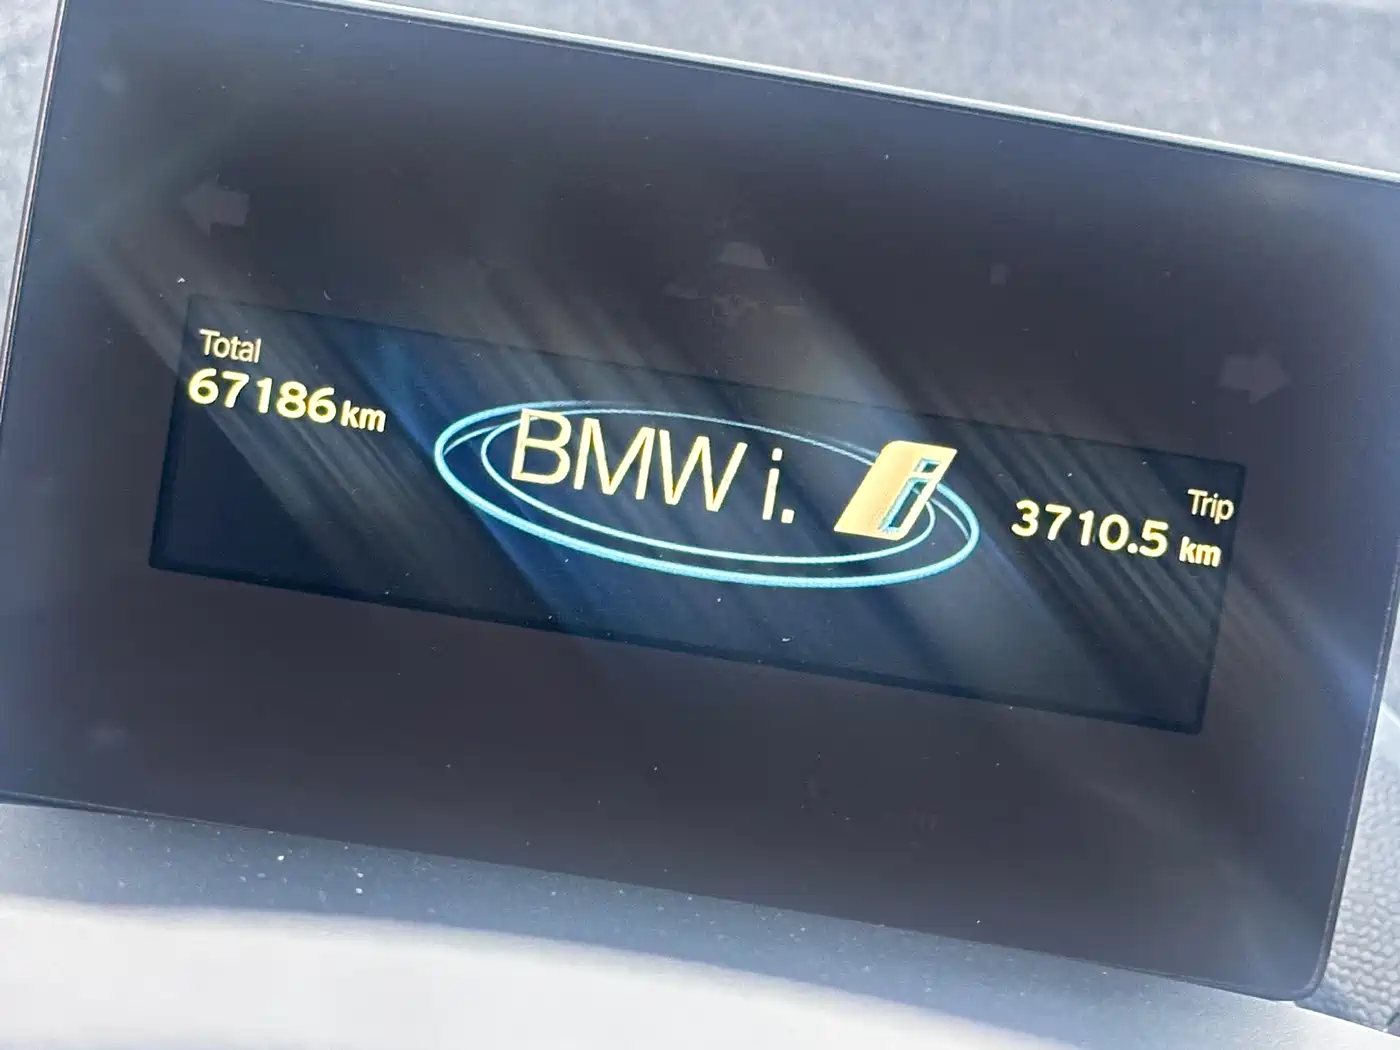 Total
67186 km
BMW i. i
Trip
3710.5 km